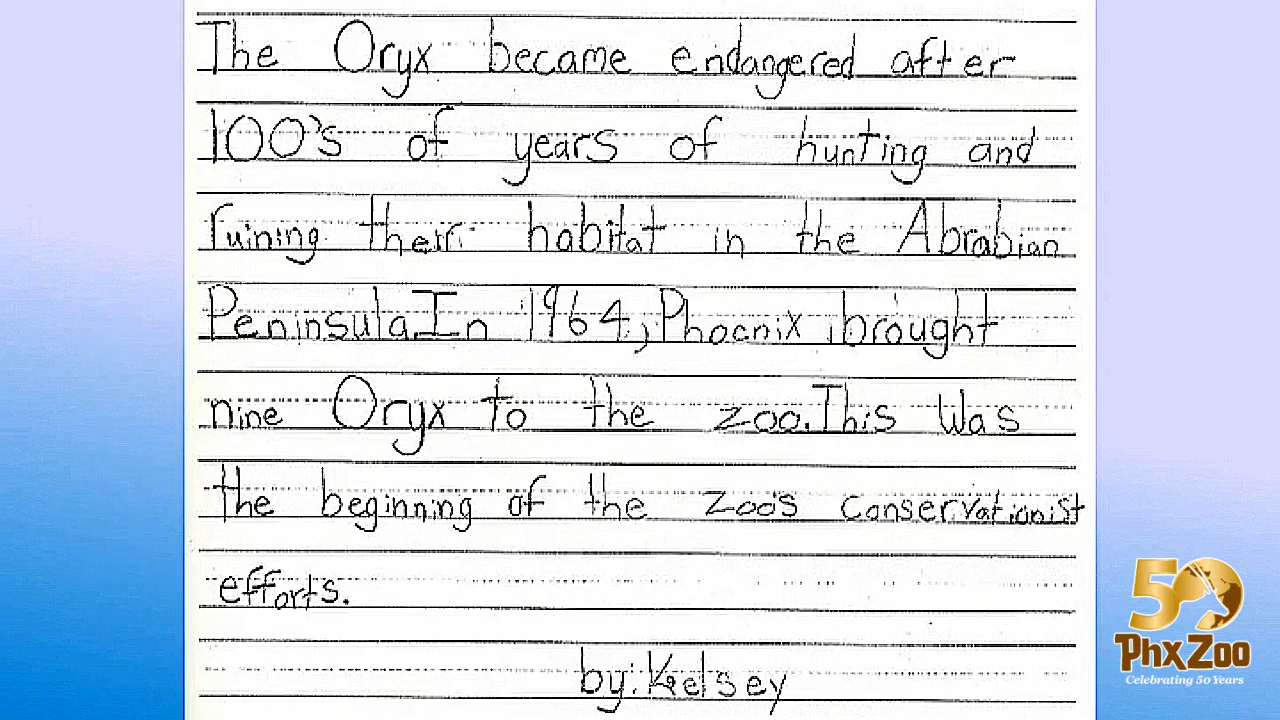 The Oryx became endangered after
100's of years of hunting and
ruining their habitat in the Abrabian
Peninsula.In 1964,Phoenix brought
nine Oryx to the zoo.This Was
the beginning of the Zoo's conservationist
efforts.
by:Kelsey
50
PhxZoo
Celebrating 50 Years